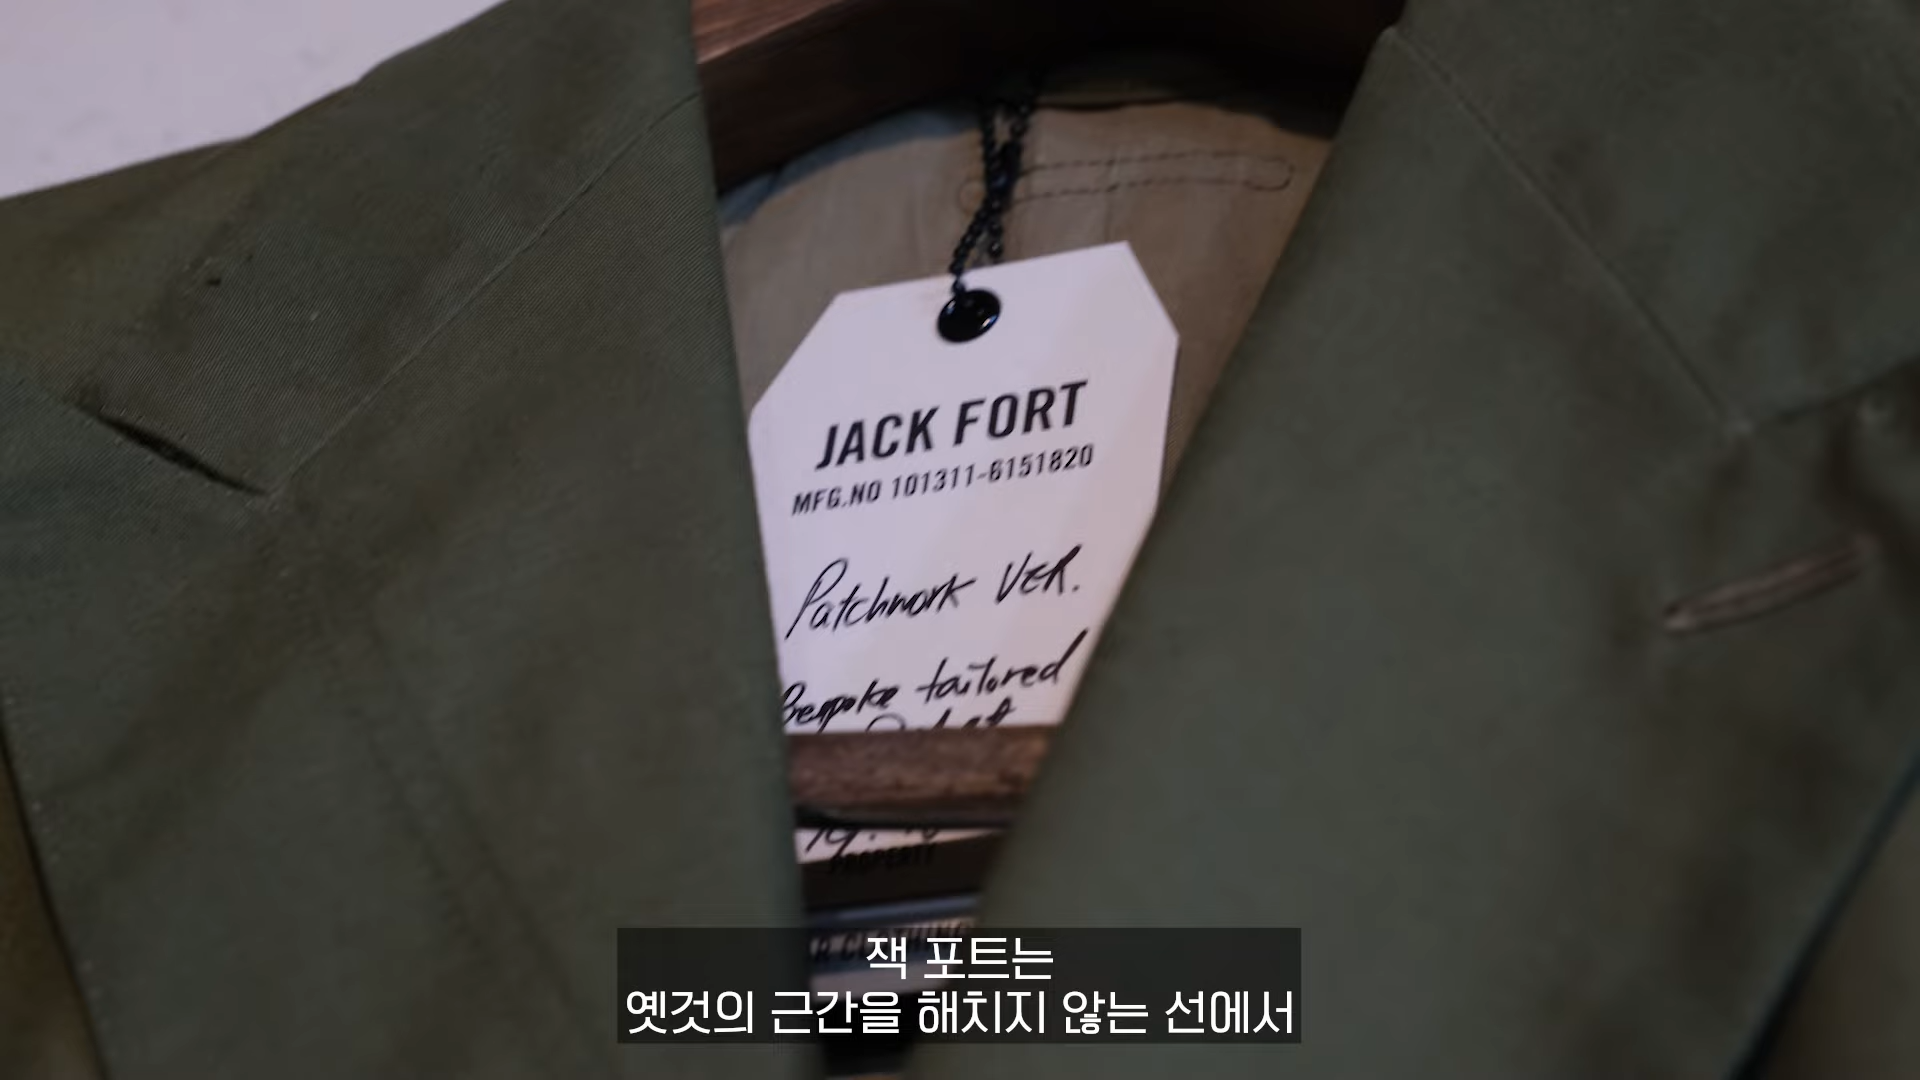 JACK FORT
MFG.NO 101311-6151820
Patchwork VER.
Bespoke tailored
PROPERTY
잭 포트는
옛것의 근간을 해치지 않는 선에서